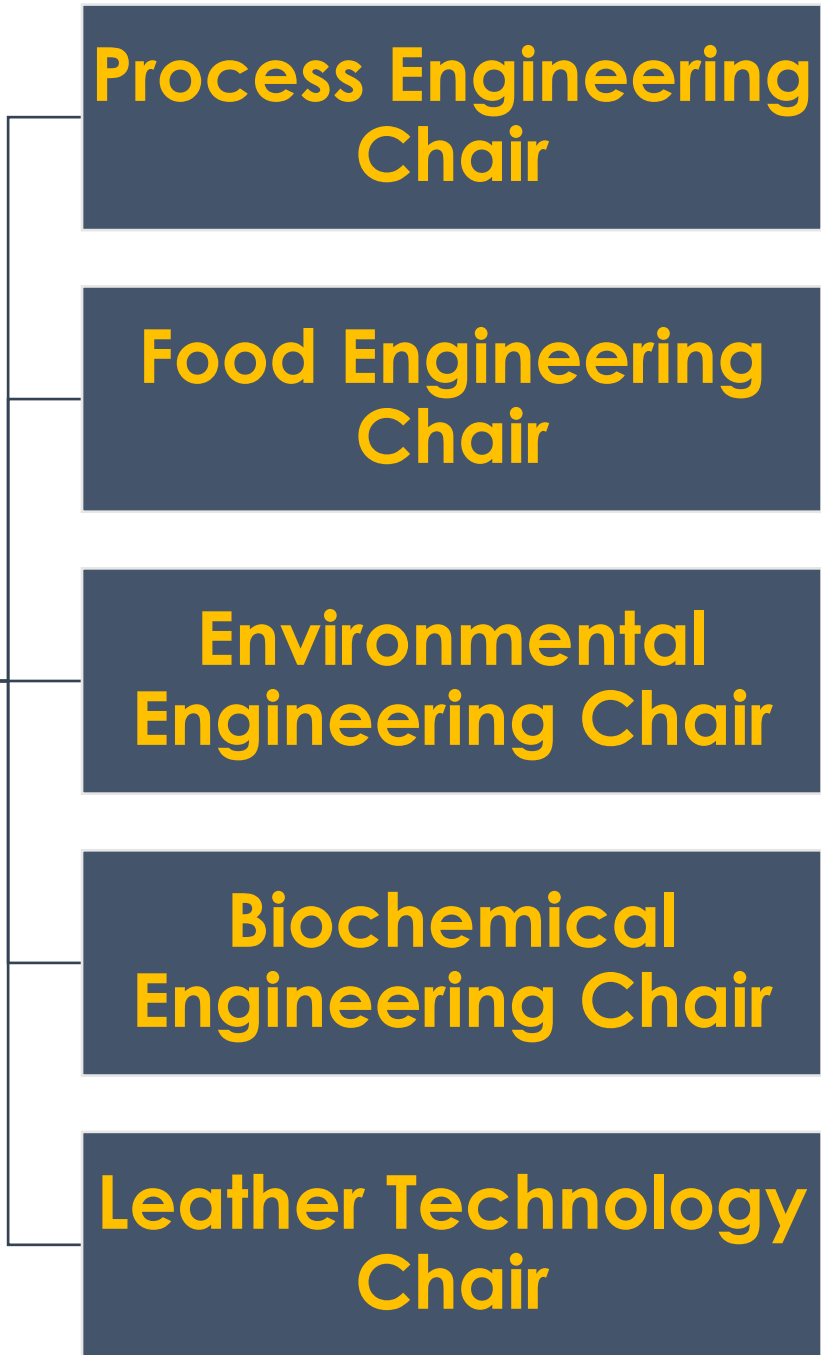 Process Engineering
Chair
Food Engineering
Chair
Environmental
Engineering Chair
Biochemical
Engineering Chair
Leather Technology
Chair